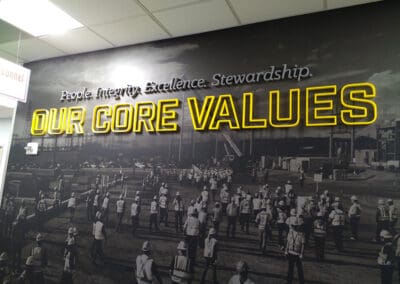 People. Integrity. Excellence. Stewardship.
OUR CORE VALUES